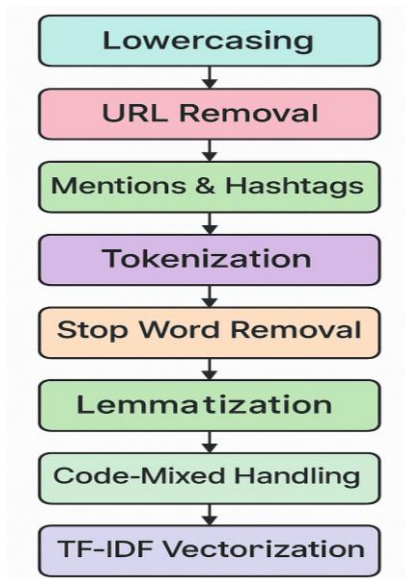 Lowercasing
URL Removal
Mentions & Hashtags
Tokenization
Stop Word Removal
Lemmatization
Code-Mixed Handling
TF-IDF Vectorization